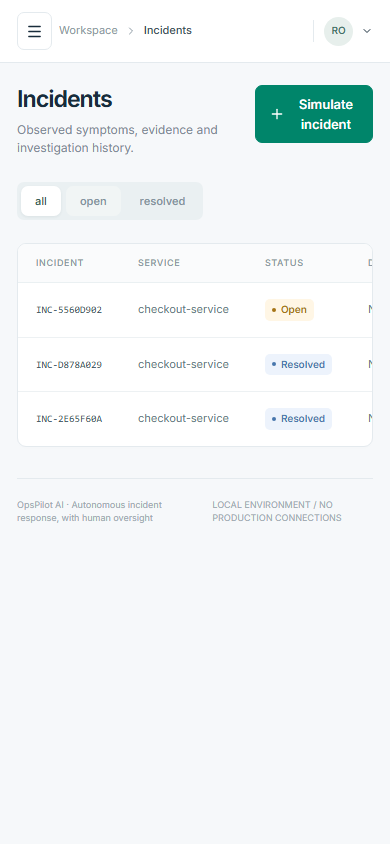 Workspace > Incidents
RO
Incidents
Simulate
incident
Observed symptoms, evidence and
investigation history.
all open resolved
INCIDENT SERVICE STATUS
INC-5560D902 checkout-service Open
INC-D878A029 checkout-service Resolved
INC-2E65F60A checkout-service Resolved
OpsPilot AI · Autonomous incident
response, with human oversight
LOCAL ENVIRONMENT / NO
PRODUCTION CONNECTIONS